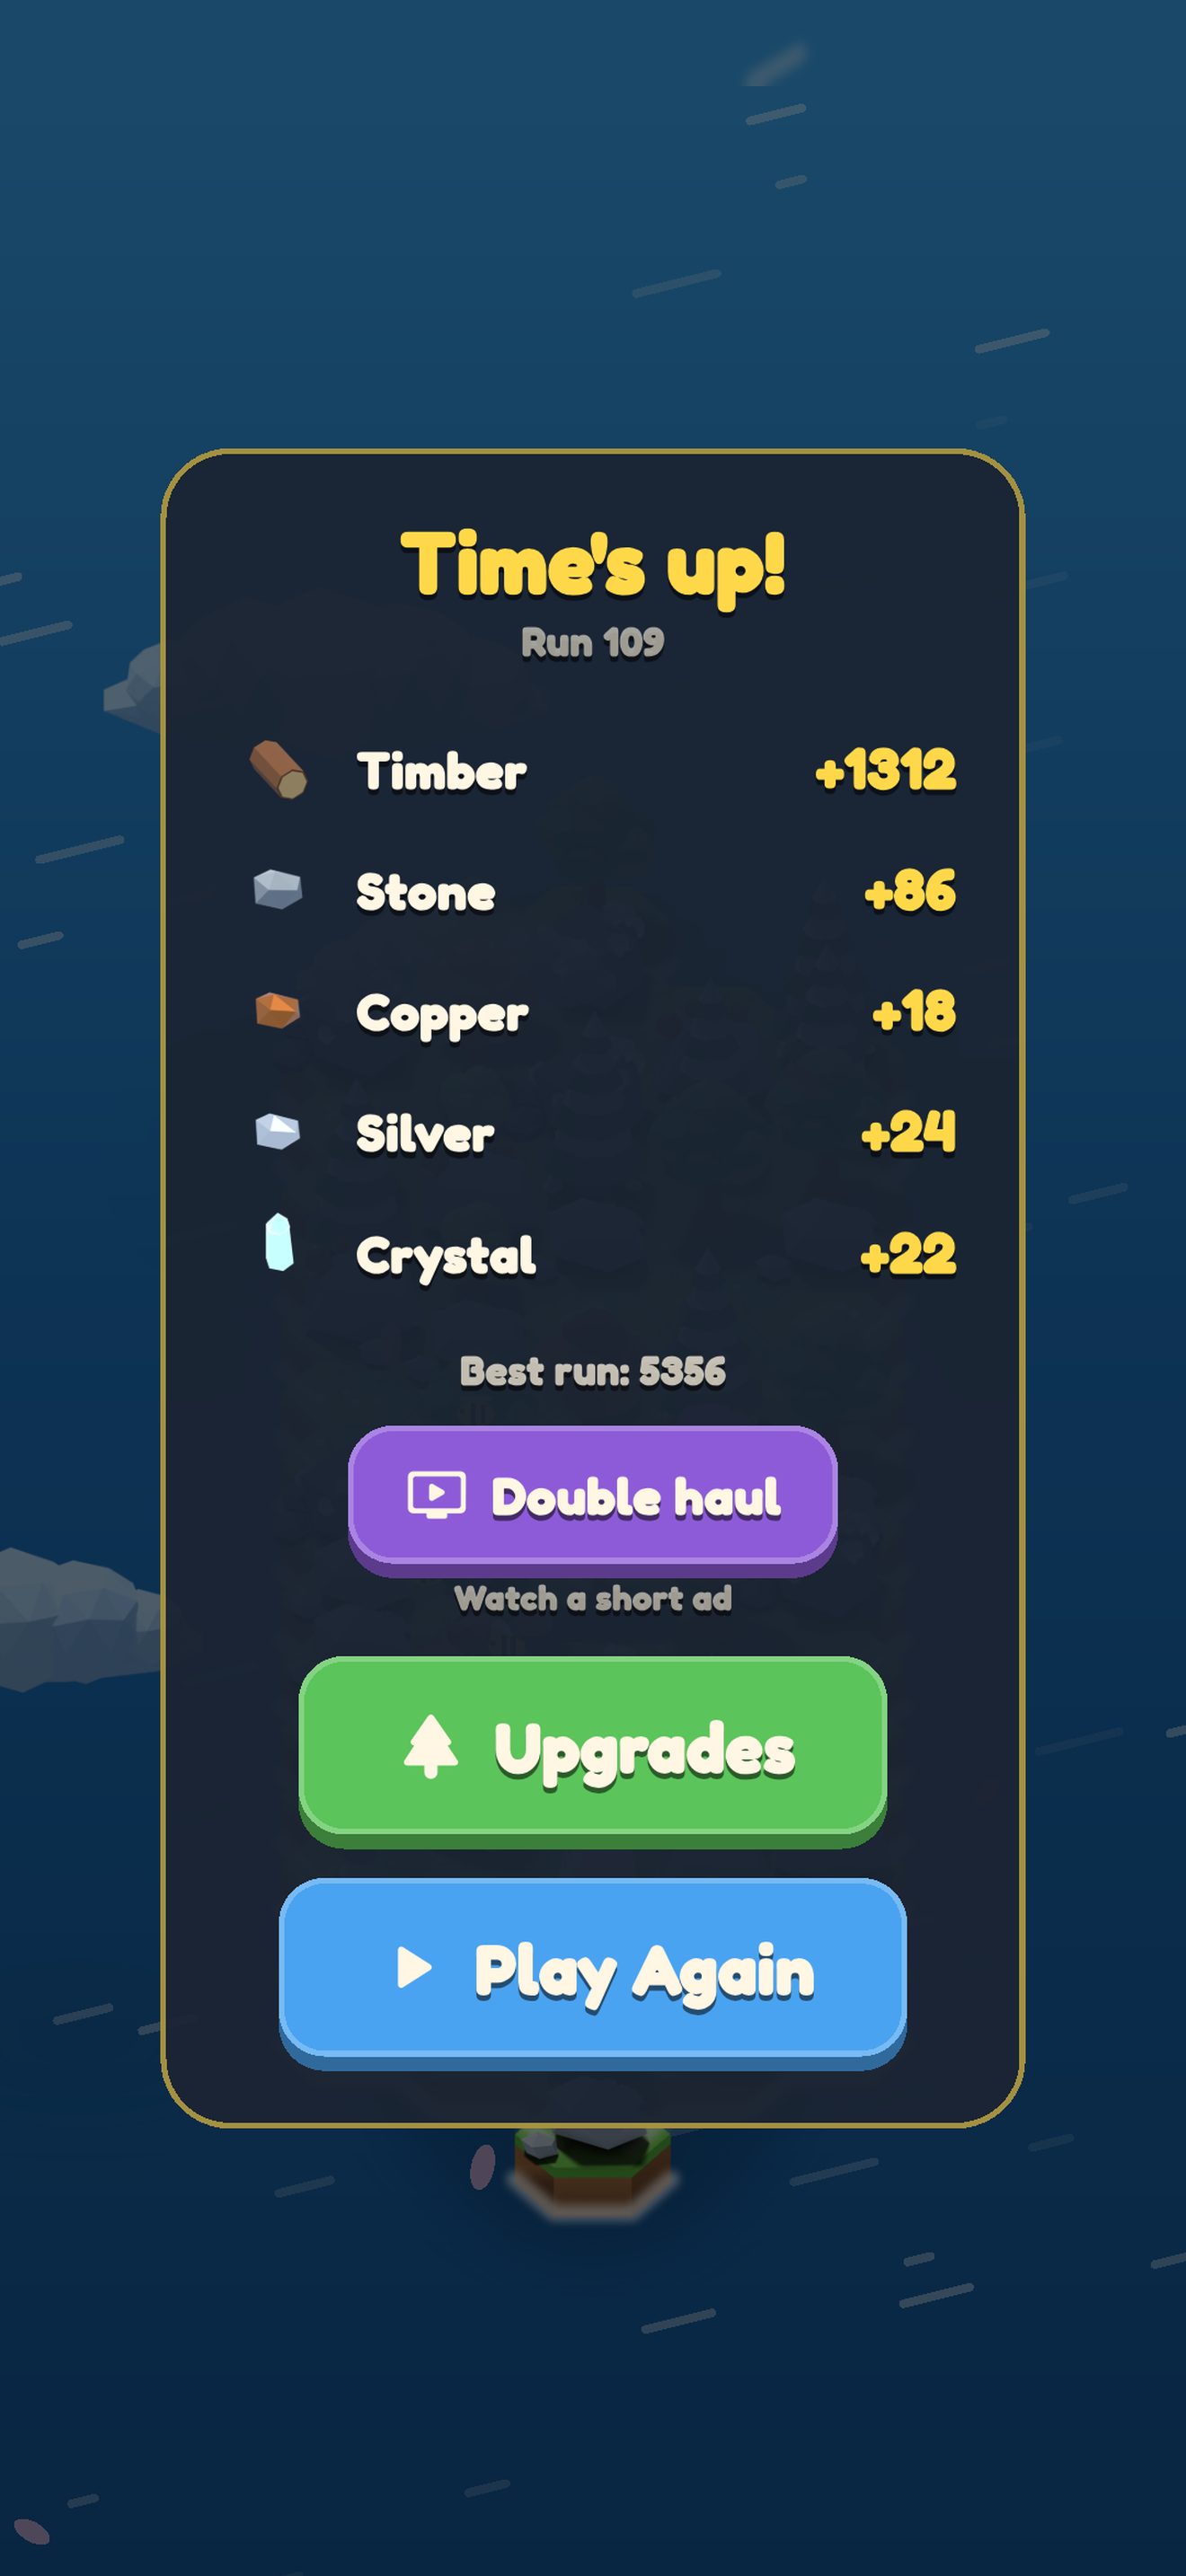 Time's up!
Run 109
Timber +1312
Stone +86
Copper +18
Silver +24
Crystal +22
Best run: 5356
Double haul
Watch a short ad
Upgrades
Play Again